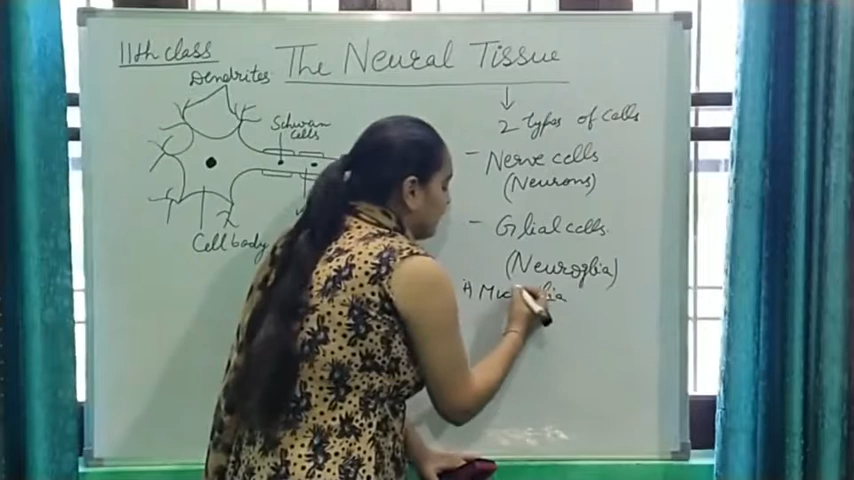 11th class
The Neural Tissue
Dendrites
Schwann cells
Cell body
2 types of Cells
- Nerve cells
(Neurons)
- Glial cells
(Neuroglia)